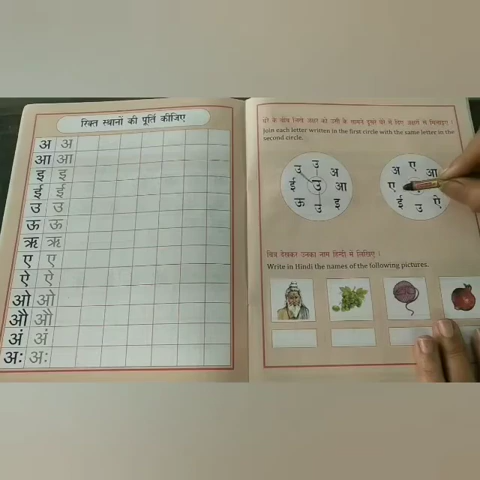 रिक्त स्थानों की पूर्ति कीजिए
अ अ
आ आ
इ इ
ई ई
उ उ
ऊ ऊ
ऋ ऋ
ए ए
ऐ ऐ
ओ ओ
औ औ
अं अं
अः अः
Join each letter written in the first circle with the same letter in the
second circle.
उ
उ अ
ई उ आ
ऊ इ
उ
ए
अ आ
ए
ई ऐ
उ
चित्र देखकर उनका नाम हिन्दी में लिखिए ।
Write in Hindi the names of the following pictures.